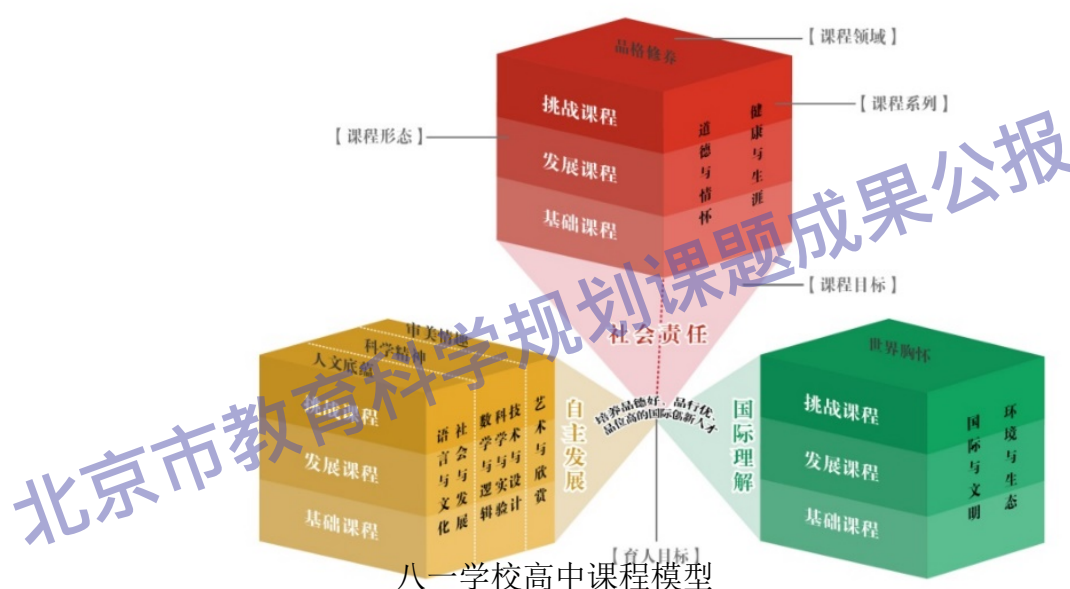 品格修养
【课程领域】
挑战课程
发展课程
基础课程
道德与情怀
健康与生涯
【课程系列】
【课程形态】
【课程目标】
社会责任
审美情趣
科学精神
人文底蕴
挑战课程
发展课程
基础课程
语言与文化
社会与发展
数学与逻辑
科学与实验
技术与设计
艺术与欣赏
自主发展
培养品德好、品行优、
品位高的国际创新人才
国际理解
世界胸怀
挑战课程
发展课程
基础课程
国际与文明
环境与生态
【育人目标】
八一学校高中课程模型
北京市教育科学规划课题成果公报